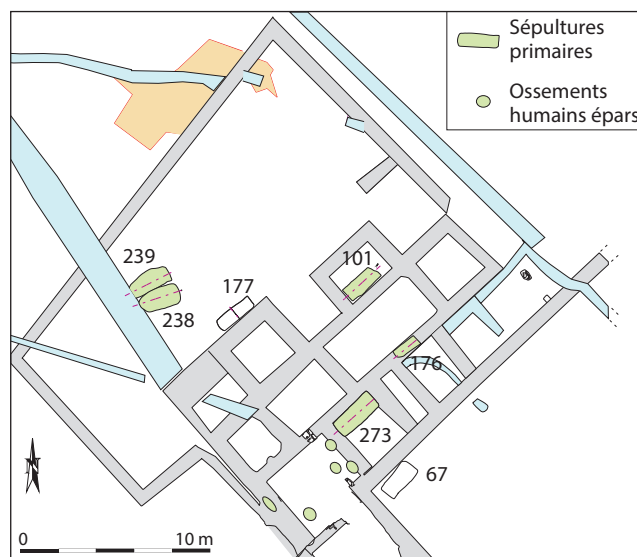 Sépultures
primaires
Ossements
humains épars
239
177
101
238
176
273
67
N
0 10 m